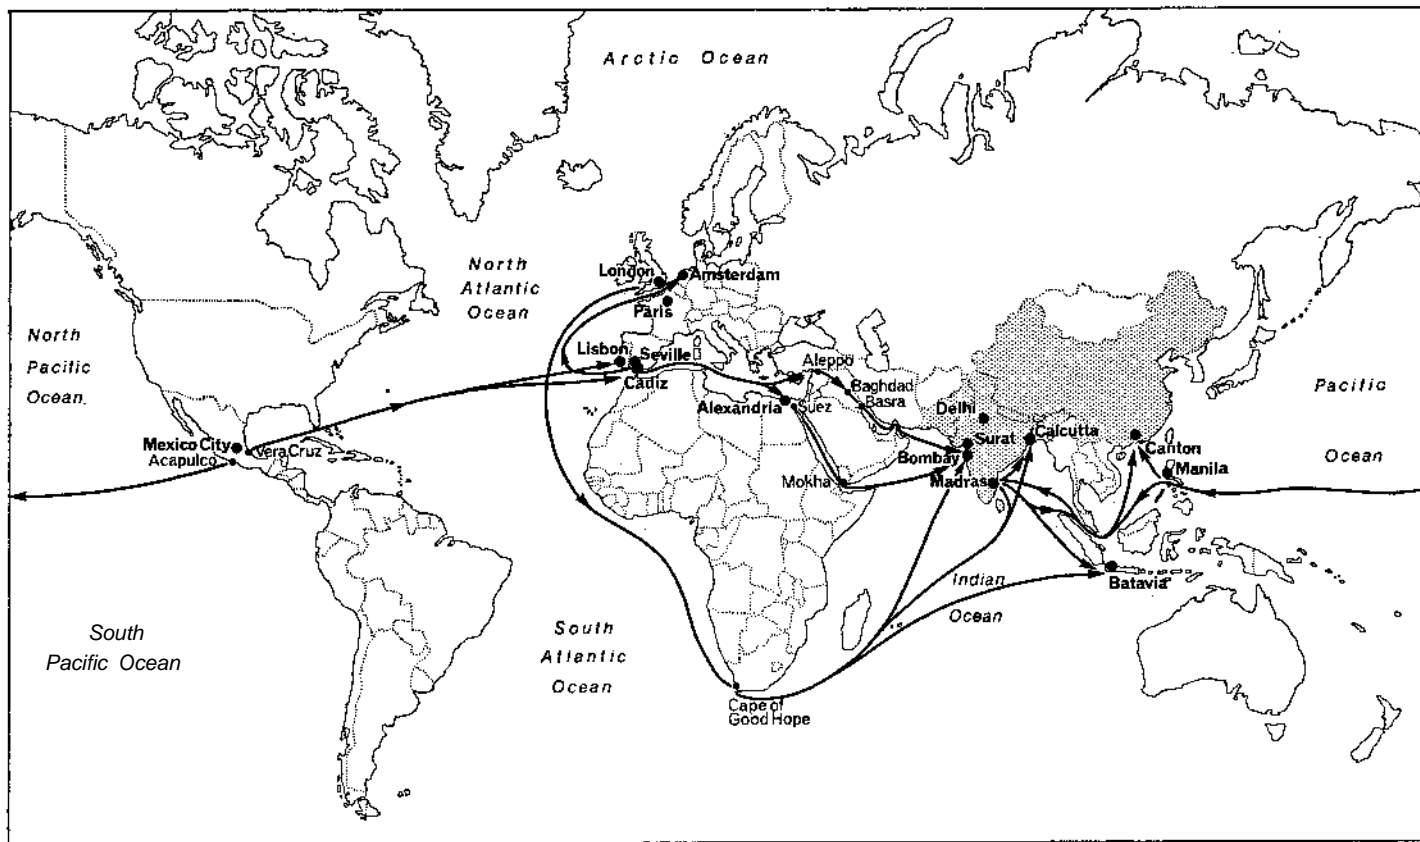 Arctic Ocean
North
Atlantic
Ocean
North
Pacific
Ocean.
London
Amsterdam
Paris
Lisbon
Seville
Cadiz
Aleppo
Baghdad
Basra
Alexandria
Suez
Delhi
Surat
Calcutta
Bombay
Canton
Manila
Mokha
Madras
Pacific
Ocean
Mexico City
Vera Cruz
Acapulco
Batavia
Indian
Ocean
South
Pacific Ocean
South
Atlantic
Ocean
Cape of
Good Hope